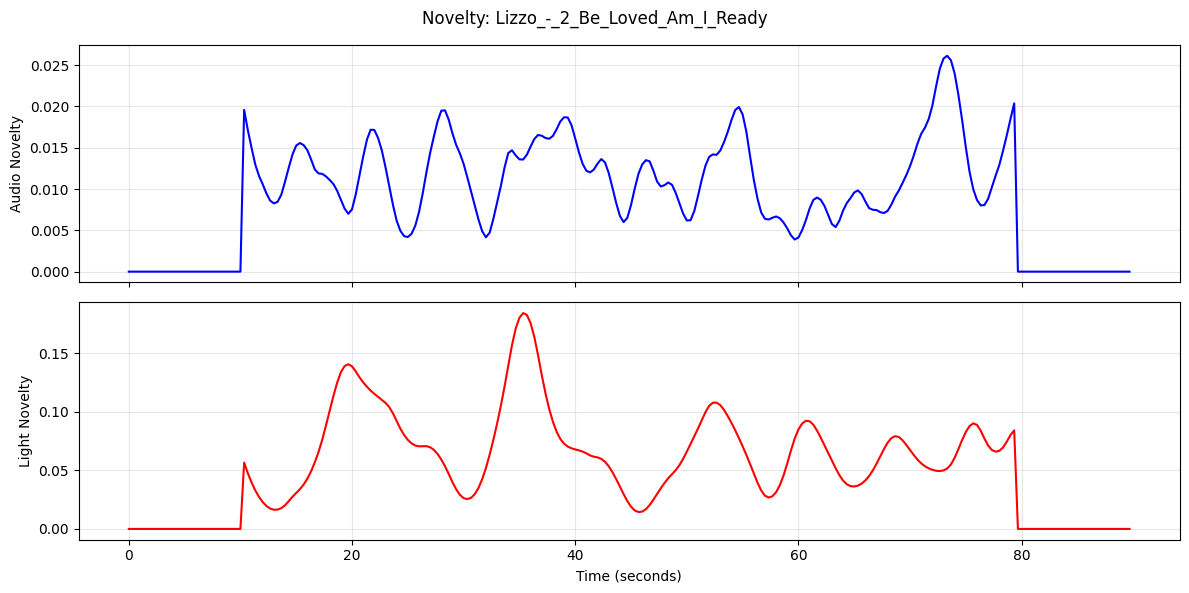 Novelty: Lizzo_-_2_Be_Loved_Am_I_Ready
Audio Novelty
0.025
0.020
0.015
0.010
0.005
0.000
Light Novelty
0.15
0.10
0.05
0.00
0 20 40 60 80
Time (seconds)